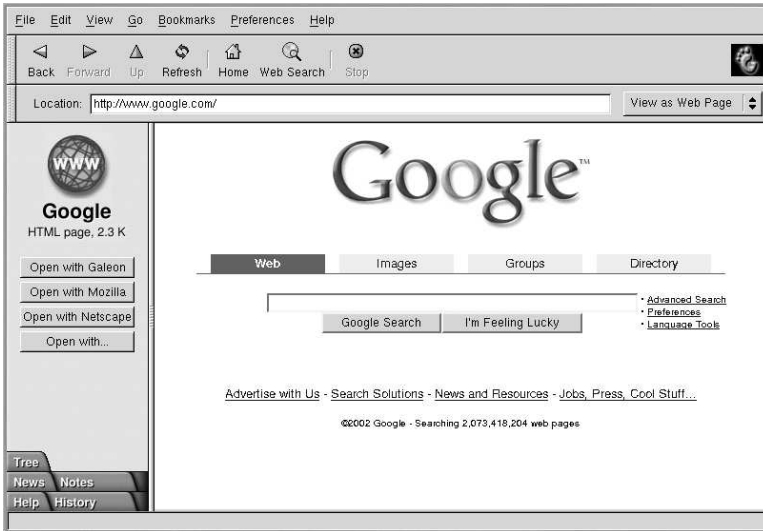 File Edit View Go Bookmarks Preferences Help
Back Forward Up Refresh Home Web Search Stop
Location: http://www.google.com/ View as Web Page
WWW
Google
HTML page, 2.3 K
Open with Galeon
Open with Mozilla
Open with Netscape
Open with...
Tree
News Notes
Help History
Google™
Web Images Groups Directory
• Advanced Search
• Preferences
• Language Tools
Google Search I'm Feeling Lucky
Advertise with Us - Search Solutions - News and Resources - Jobs, Press, Cool Stuff...
©2002 Google - Searching 2,073,418,204 web pages